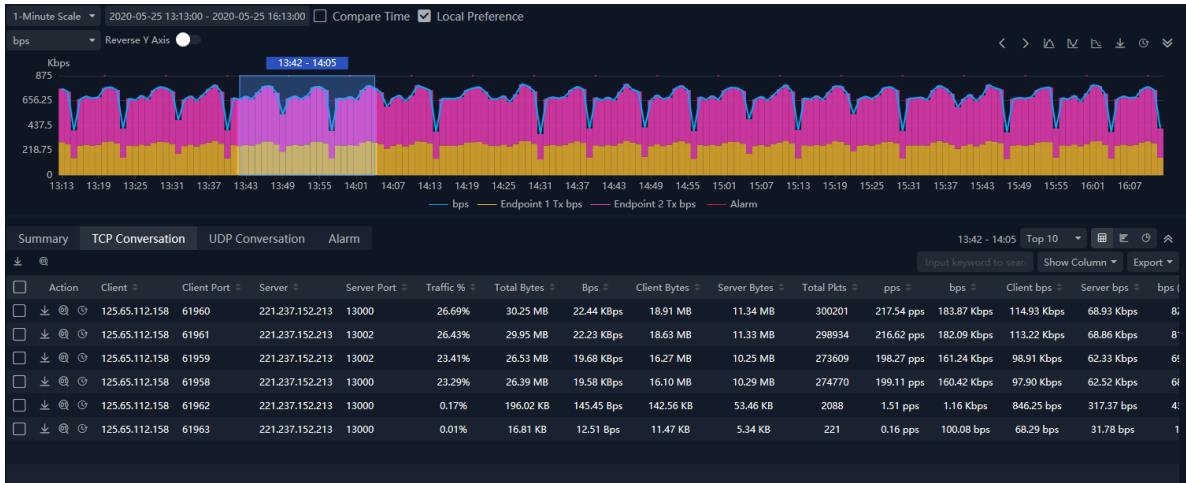 1-Minute Scale 2020-05-25 13:13:00 - 2020-05-25 16:13:00 Compare Time Local Preference
bps Reverse Y Axis
Kbps 13:42 - 14:05
875
656.25
437.5
218.75
0
13:13 13:19 13:25 13:31 13:37 13:43 13:49 13:55 14:01 14:07 14:13 14:19 14:25 14:31 14:37 14:43 14:49 14:55 15:01 15:07 15:13 15:19 15:25 15:31 15:37 15:43 15:49 15:55 16:01 16:07
bps Endpoint 1 Tx bps Endpoint 2 Tx bps Alarm
Summary TCP Conversation UDP Conversation Alarm 13:42 - 14:05 Top 10
Input keyword to sear Show Column Export
Action Client Client Port Server Server Port Traffic % Total Bytes Bps Client Bytes Server Bytes Total Pkts pps bps Client bps Server bps bps (
125.65.112.158 61960 221.237.152.213 13000 26.69% 30.25 MB 22.44 KBps 18.91 MB 11.34 MB 300201 217.54 pps 183.87 Kbps 114.93 Kbps 68.93 Kbps 82
125.65.112.158 61961 221.237.152.213 13002 26.43% 29.95 MB 22.23 KBps 18.63 MB 11.33 MB 298934 216.62 pps 182.09 Kbps 113.22 Kbps 68.86 Kbps 81
125.65.112.158 61959 221.237.152.213 13002 23.41% 26.53 MB 19.68 KBps 16.27 MB 10.25 MB 273609 198.27 pps 161.24 Kbps 98.91 Kbps 62.33 Kbps
125.65.112.158 61958 221.237.152.213 13000 23.29% 26.39 MB 19.58 KBps 16.10 MB 10.29 MB 274770 199.11 pps 160.42 Kbps 97.90 Kbps 62.52 Kbps
125.65.112.158 61962 221.237.152.213 13000 0.17% 196.02 KB 145.45 Bps 142.56 KB 53.46 KB 2088 1.51 pps 1.16 Kbps 846.25 bps 317.37 bps
125.65.112.158 61963 221.237.152.213 13000 0.01% 16.81 KB 12.51 Bps 11.47 KB 5.34 KB 221 0.16 pps 100.08 bps 68.29 bps 31.78 bps 1